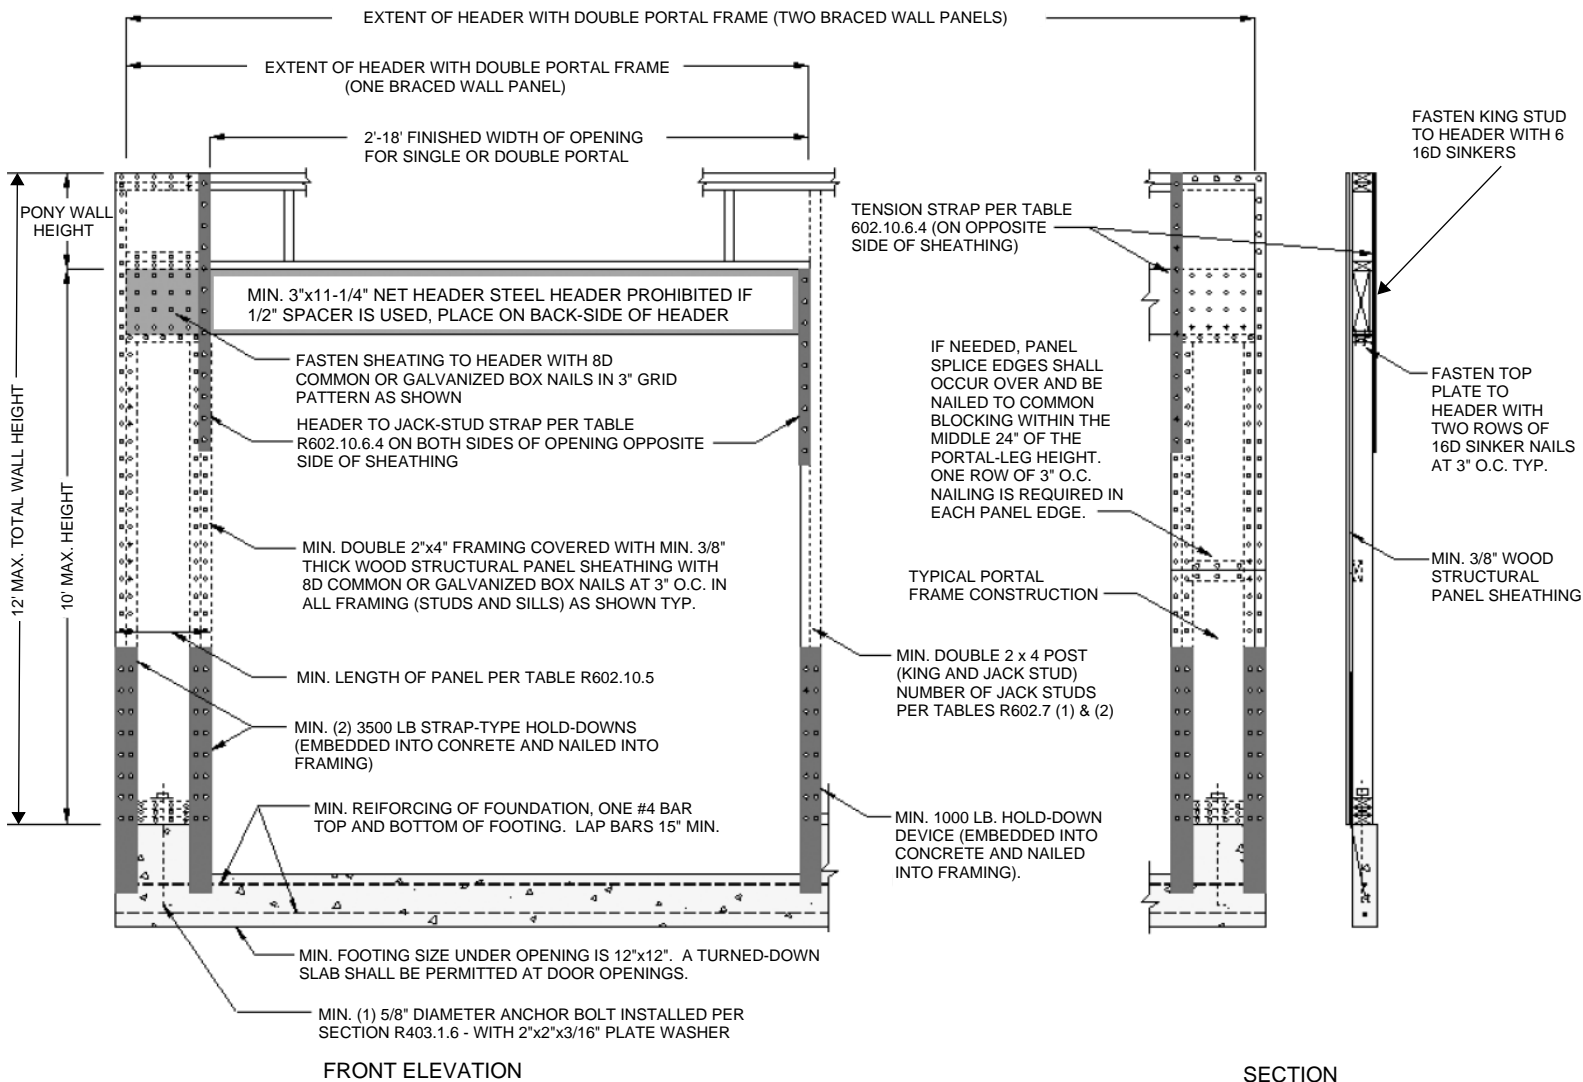 EXTENT OF HEADER WITH DOUBLE PORTAL FRAME (TWO BRACED WALL PANELS)
EXTENT OF HEADER WITH DOUBLE PORTAL FRAME
(ONE BRACED WALL PANEL)
2'-18' FINISHED WIDTH OF OPENING
FOR SINGLE OR DOUBLE PORTAL
FASTEN KING STUD
TO HEADER WITH 6
16D SINKERS
PONY WALL
HEIGHT
TENSION STRAP PER TABLE
602.10.6.4 (ON OPPOSITE
SIDE OF SHEATHING)
MIN. 3"x11-1/4" NET HEADER STEEL HEADER PROHIBITED IF
1/2" SPACER IS USED, PLACE ON BACK-SIDE OF HEADER
12' MAX. TOTAL WALL HEIGHT
10' MAX. HEIGHT
FASTEN SHEATING TO HEADER WITH 8D
COMMON OR GALVANIZED BOX NAILS IN 3" GRID
PATTERN AS SHOWN
HEADER TO JACK-STUD STRAP PER TABLE
R602.10.6.4 ON BOTH SIDES OF OPENING OPPOSITE
SIDE OF SHEATHING
IF NEEDED, PANEL
SPLICE EDGES SHALL
OCCUR OVER AND BE
NAILED TO COMMON
BLOCKING WITHIN THE
MIDDLE 24" OF THE
PORTAL-LEG HEIGHT.
ONE ROW OF 3" O.C.
NAILING IS REQUIRED IN
EACH PANEL EDGE.
FASTEN TOP
PLATE TO
HEADER WITH
TWO ROWS OF
16D SINKER NAILS
AT 3" O.C. TYP.
MIN. DOUBLE 2"x4" FRAMING COVERED WITH MIN. 3/8"
THICK WOOD STRUCTURAL PANEL SHEATHING WITH
8D COMMON OR GALVANIZED BOX NAILS AT 3" O.C. IN
ALL FRAMING (STUDS AND SILLS) AS SHOWN TYP.
TYPICAL PORTAL
FRAME CONSTRUCTION
MIN. 3/8" WOOD
STRUCTURAL
PANEL SHEATHING
MIN. LENGTH OF PANEL PER TABLE R602.10.5
MIN. DOUBLE 2 x 4 POST
(KING AND JACK STUD)
NUMBER OF JACK STUDS
PER TABLES R602.7 (1) & (2)
MIN. (2) 3500 LB STRAP-TYPE HOLD-DOWNS
(EMBEDDED INTO CONRETE AND NAILED INTO
FRAMING)
MIN. REIFORCING OF FOUNDATION, ONE #4 BAR
TOP AND BOTTOM OF FOOTING. LAP BARS 15" MIN.
MIN. 1000 LB. HOLD-DOWN
DEVICE (EMBEDDED INTO
CONCRETE AND NAILED
INTO FRAMING).
MIN. FOOTING SIZE UNDER OPENING IS 12"x12". A TURNED-DOWN
SLAB SHALL BE PERMITTED AT DOOR OPENINGS.
MIN. (1) 5/8" DIAMETER ANCHOR BOLT INSTALLED PER
SECTION R403.1.6 - WITH 2"x2"x3/16" PLATE WASHER
FRONT ELEVATION
SECTION